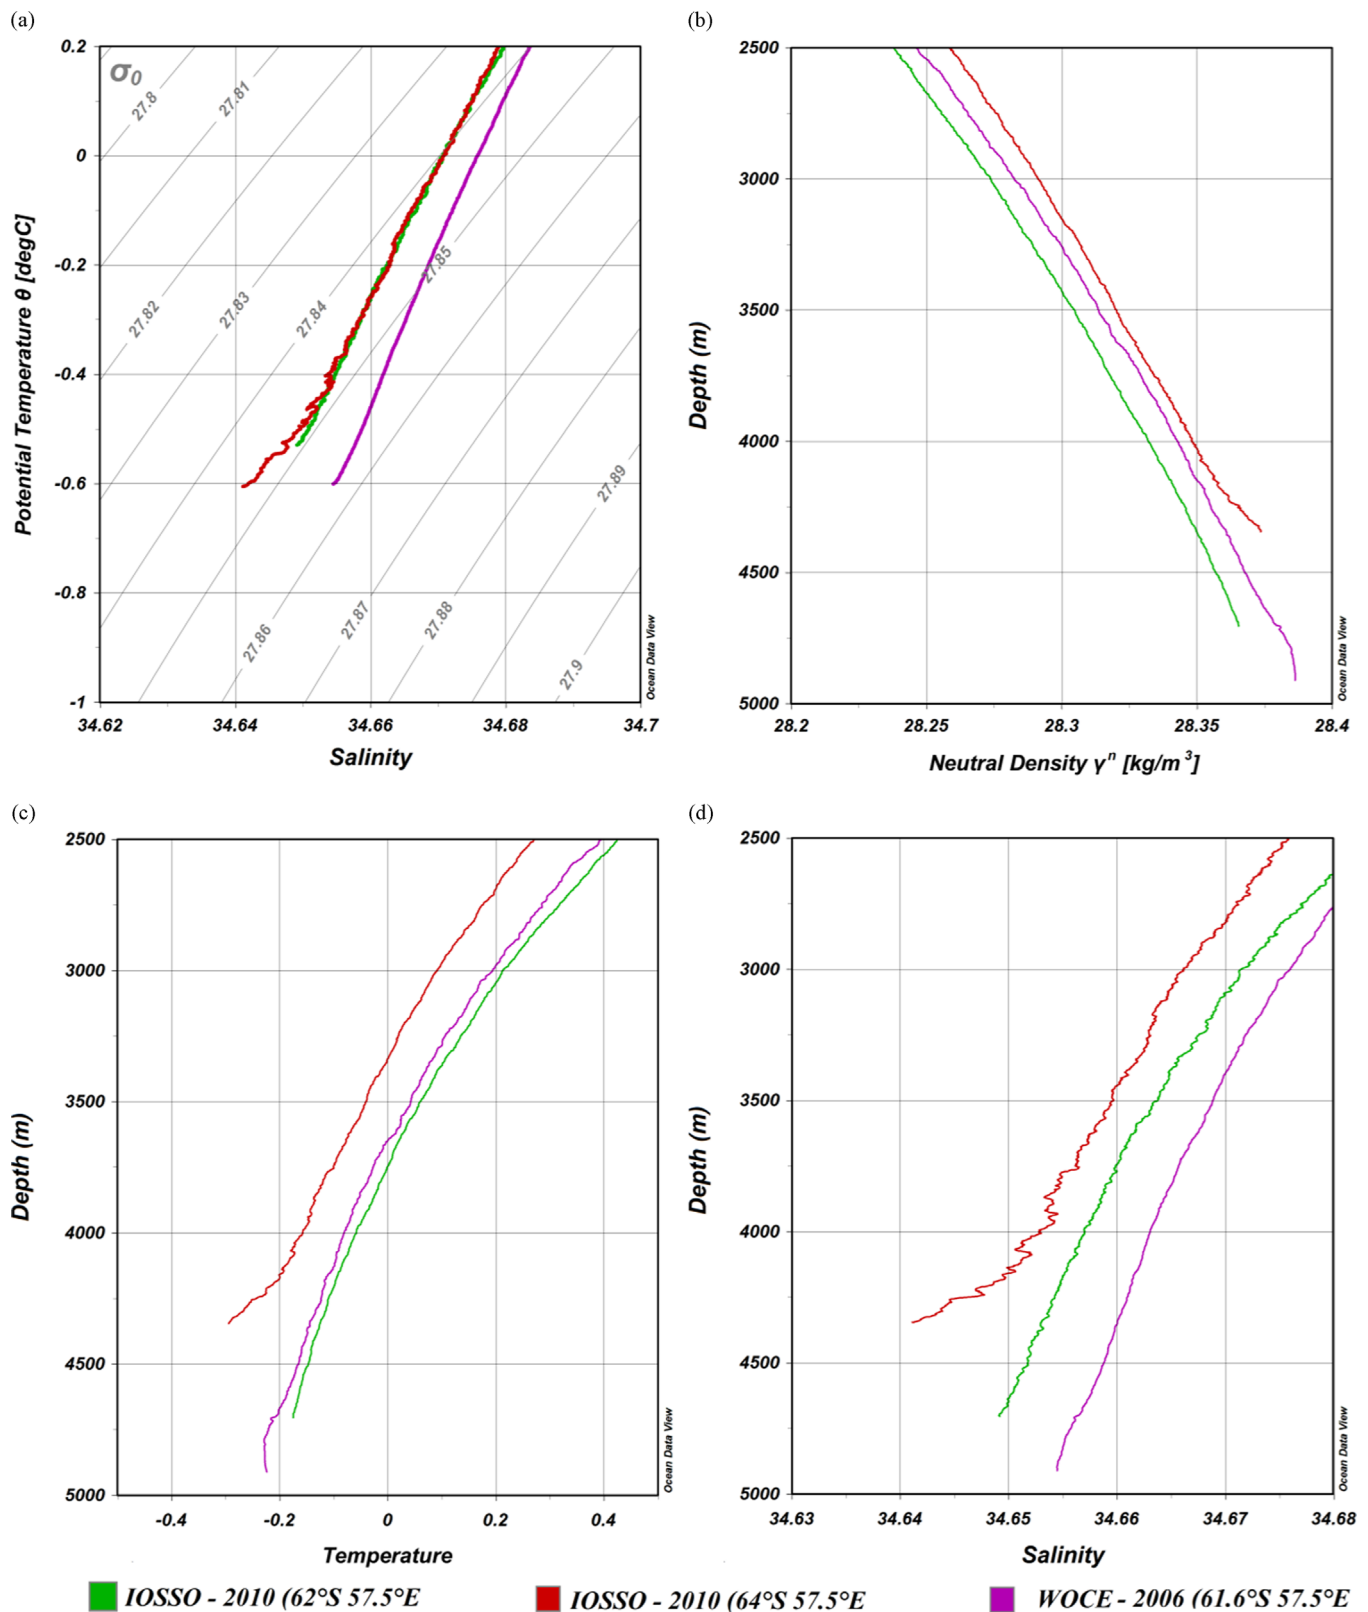 (a)
(b)
0.2
0
-0.2
-0.4
-0.6
-0.8
-1
34.62
34.64
34.66
34.68
34.7
Potential Temperature θ [degC]
Salinity
σ0
27.8
27.81
27.82
27.83
27.84
27.85
27.86
27.87
27.88
27.89
27.9
Ocean Data View
2500
3000
3500
4000
4500
5000
28.2
28.25
28.3
28.35
28.4
Depth (m)
Neutral Density γⁿ [kg/m³]
Ocean Data View
(c)
(d)
2500
3000
3500
4000
4500
5000
-0.4
-0.2
0
0.2
0.4
Depth (m)
Temperature
Ocean Data View
2500
3000
3500
4000
4500
5000
34.63
34.64
34.65
34.66
34.67
34.68
Depth (m)
Salinity
Ocean Data View
IOSSO - 2010 (62°S 57.5°E
IOSSO - 2010 (64°S 57.5°E
WOCE - 2006 (61.6°S 57.5°E